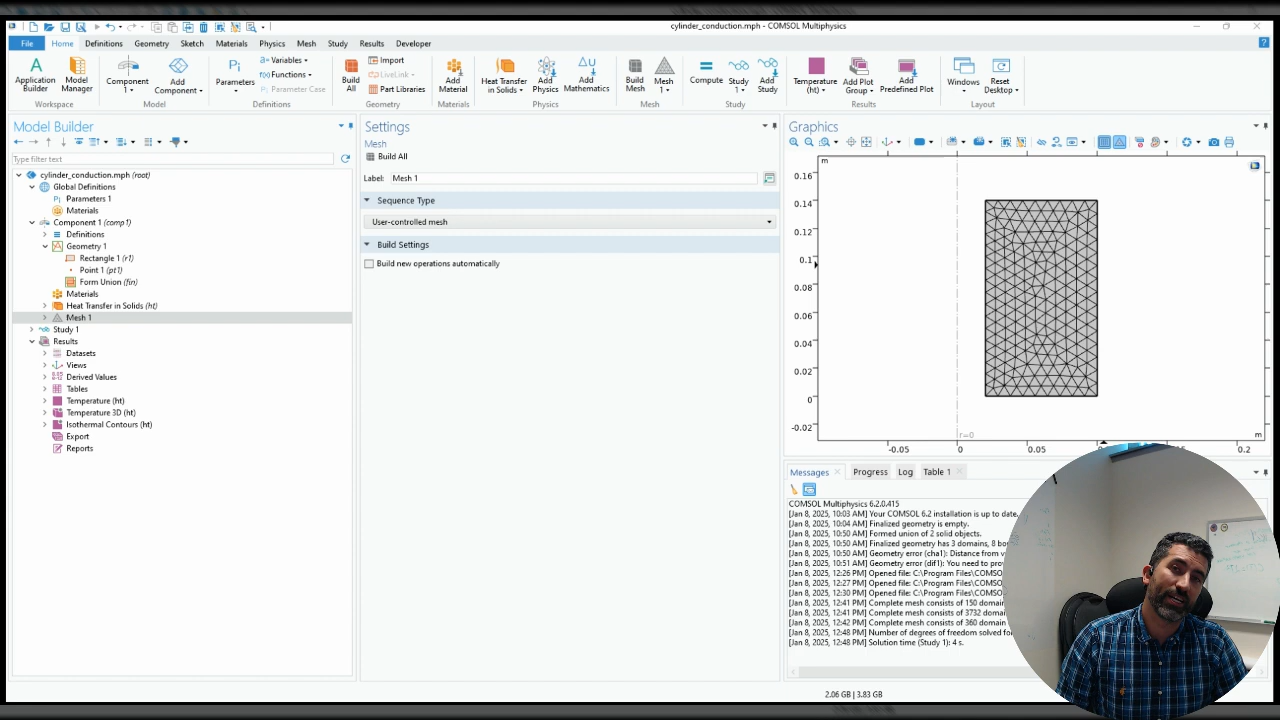 cylinder_conduction.mph - COMSOL Multiphysics
File Home Definitions Geometry Sketch Materials Physics Mesh Study Results Developer
Application Builder
Model Manager
Workspace
Component 1
Add Component
Model
Parameters
a= Variables
f(x) Functions
Parameter Case
Definitions
Build All
Import
LiveLink
Part Libraries
Geometry
Add Material
Materials
Heat Transfer in Solids
Add Physics
Add Mathematics
Physics
Build Mesh
Mesh 1
Mesh
Compute
Study 1
Add Study
Study
Temperature (ht)
Add Plot Group
Add Predefined Plot
Results
Windows
Reset Desktop
Layout
Model Builder
Type filter text
cylinder_conduction.mph (root)
Global Definitions
Parameters 1
Materials
Component 1 (comp1)
Definitions
Geometry 1
Rectangle 1 (r1)
Point 1 (pt1)
Form Union (fin)
Materials
Heat Transfer in Solids (ht)
Mesh 1
Study 1
Results
Datasets
Views
Derived Values
Tables
Temperature (ht)
Temperature 3D (ht)
Isothermal Contours (ht)
Export
Reports
Settings
Mesh
Build All
Label: Mesh 1
Sequence Type
User-controlled mesh
Build Settings
Build new operations automatically
Graphics
m
0.16
0.14
0.12
0.1
0.08
0.06
0.04
0.02
0
-0.02
r=0
m
-0.05 0 0.05 0.2
Messages Progress Log Table 1
COMSOL Multiphysics 6.2.0.415
[Jan 8, 2025, 10:03 AM] Your COMSOL 6.2 installation is up to date.
[Jan 8, 2025, 10:04 AM] Finalized geometry is empty.
[Jan 8, 2025, 10:50 AM] Formed union of 2 solid objects.
[Jan 8, 2025, 10:50 AM] Finalized geometry has 3 domains, 8 bo
[Jan 8, 2025, 10:50 AM] Geometry error (cha1): Distance from v
[Jan 8, 2025, 10:51 AM] Geometry error (dif1): You need to prov
[Jan 8, 2025, 12:26 PM] Opened file: C:\Program Files\COMSO
[Jan 8, 2025, 12:27 PM] Opened file: C:\Program Files\COMSO
[Jan 8, 2025, 12:30 PM] Opened file: C:\Program Files\COMSO
[Jan 8, 2025, 12:41 PM] Complete mesh consists of 150 domain
[Jan 8, 2025, 12:41 PM] Complete mesh consists of 3732 domain
[Jan 8, 2025, 12:42 PM] Complete mesh consists of 360 domain
[Jan 8, 2025, 12:48 PM] Number of degrees of freedom solved for
[Jan 8, 2025, 12:48 PM] Solution time (Study 1): 4 s.
2.06 GB | 3.83 GB